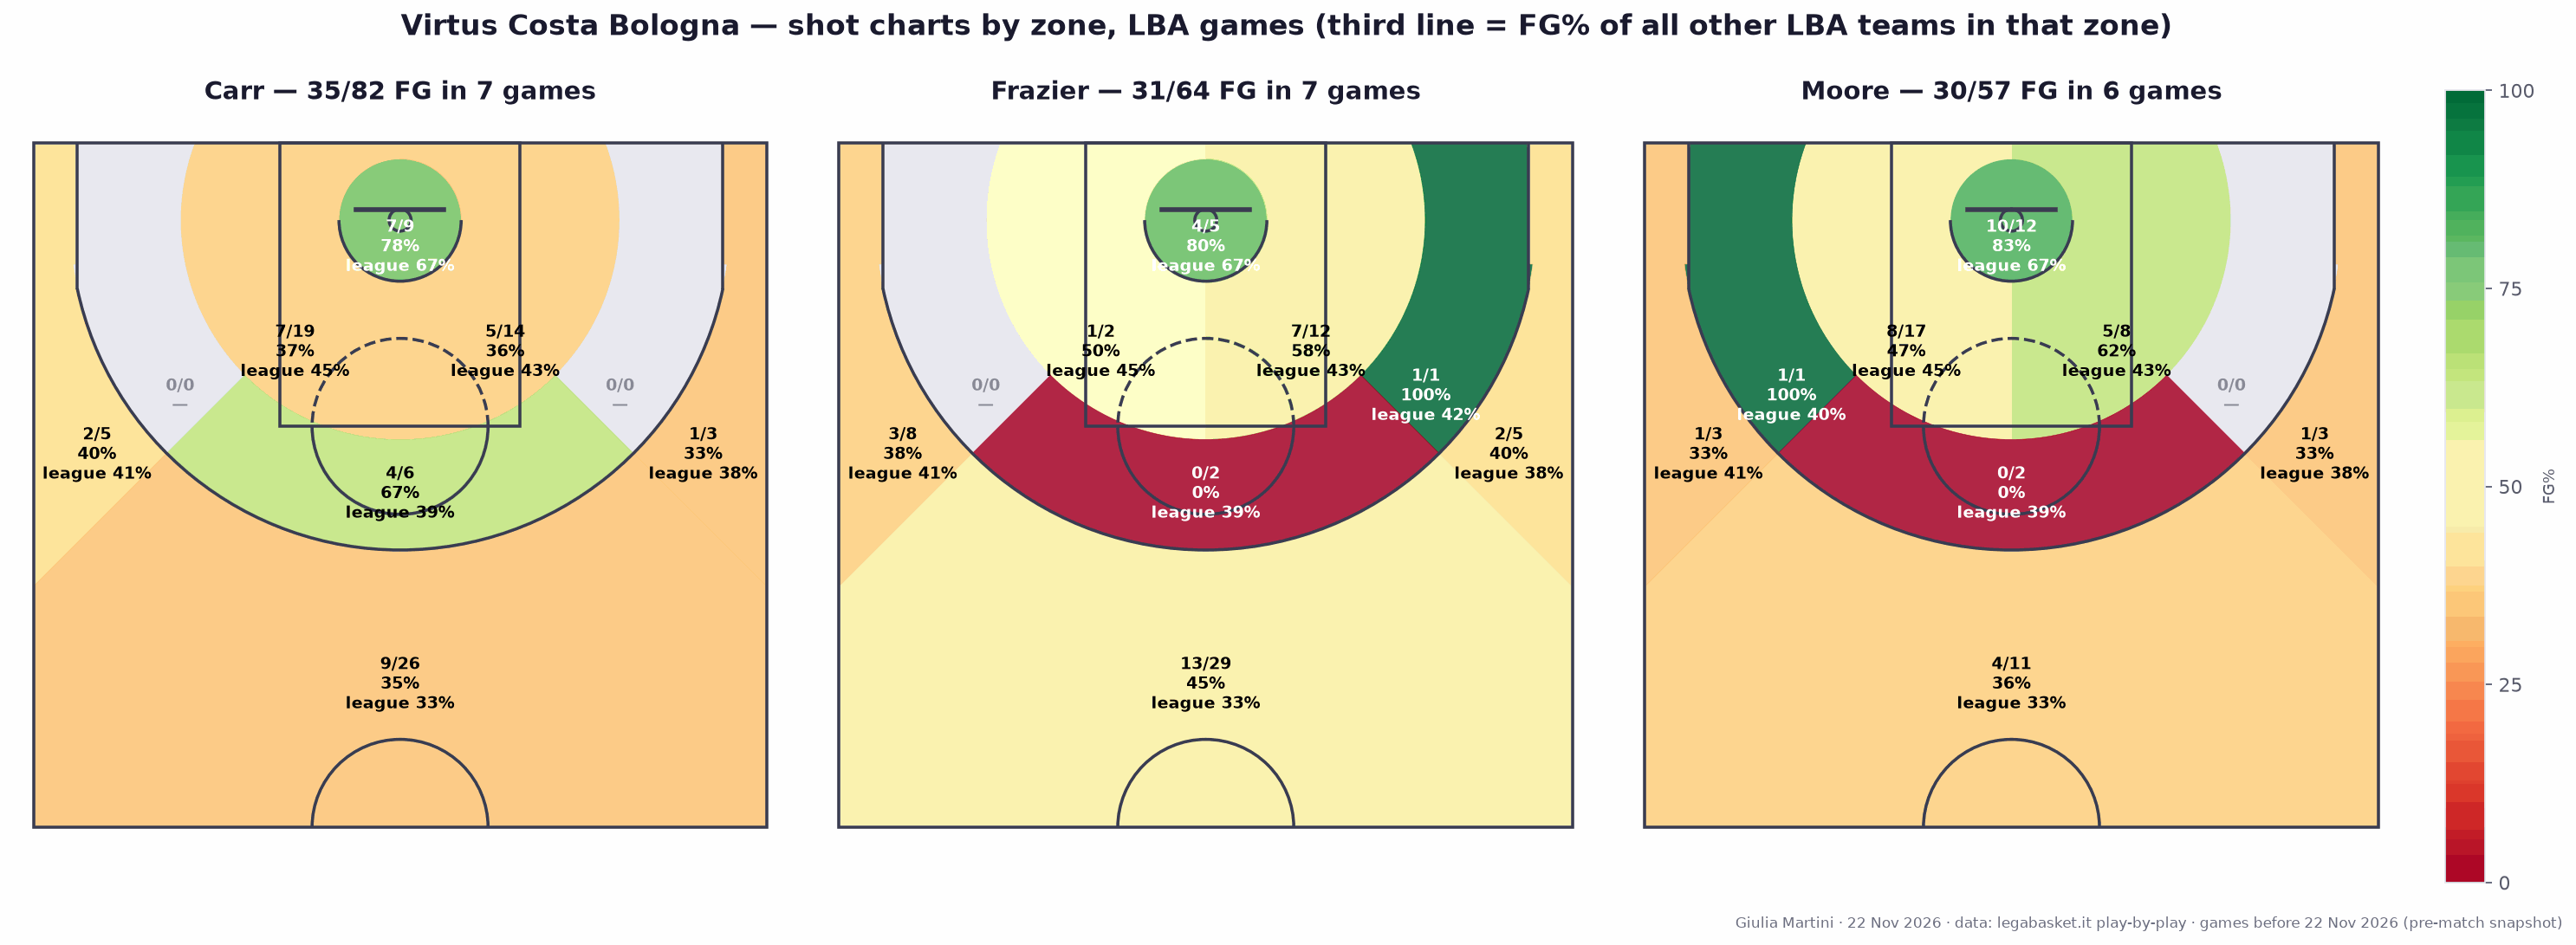 Virtus Costa Bologna — shot charts by zone, LBA games (third line = FG% of all other LBA teams in that zone)
Carr — 35/82 FG in 7 games
7/9
78%
league 67%
7/19
37%
league 45%
5/14
36%
league 43%
0/0
—
0/0
—
2/5
40%
league 41%
1/3
33%
league 38%
4/6
67%
league 39%
9/26
35%
league 33%
Frazier — 31/64 FG in 7 games
4/5
80%
league 67%
1/2
50%
league 45%
7/12
58%
league 43%
0/0
—
1/1
100%
league 42%
3/8
38%
league 41%
2/5
40%
league 38%
0/2
0%
league 39%
13/29
45%
league 33%
Moore — 30/57 FG in 6 games
10/12
83%
league 67%
8/17
47%
league 45%
5/8
62%
league 43%
1/1
100%
league 40%
0/0
—
1/3
33%
league 41%
1/3
33%
league 38%
0/2
0%
league 39%
4/11
36%
league 33%
100
75
50
25
0
FG%
Giulia Martini · 22 Nov 2026 · data: legabasket.it play-by-play · games before 22 Nov 2026 (pre-match snapshot)